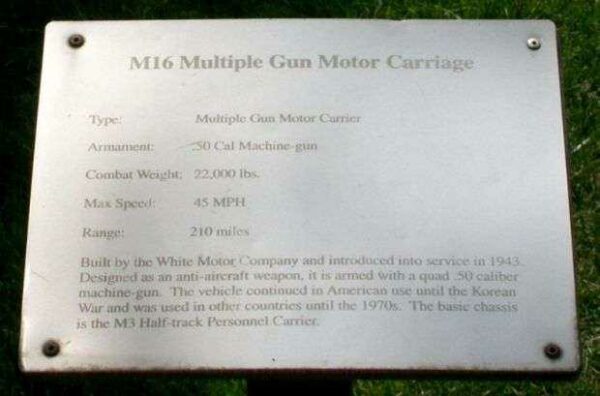 M16 Multiple Gun Motor Carriage
Type: Multiple Gun Motor Carrier
Armament: .50 Cal Machine-gun
Combat Weight: 22,000 lbs.
Max Speed: 45 MPH
Range: 210 miles
Built by the White Motor Company and introduced into service in 1943.
Designed as an anti-aircraft weapon, it is armed with a quad .50 caliber
machine-gun. The vehicle continued in American use until the Korean
War and was used in other countries until the 1970s. The basic chassis
is the M3 Half-track Personnel Carrier.